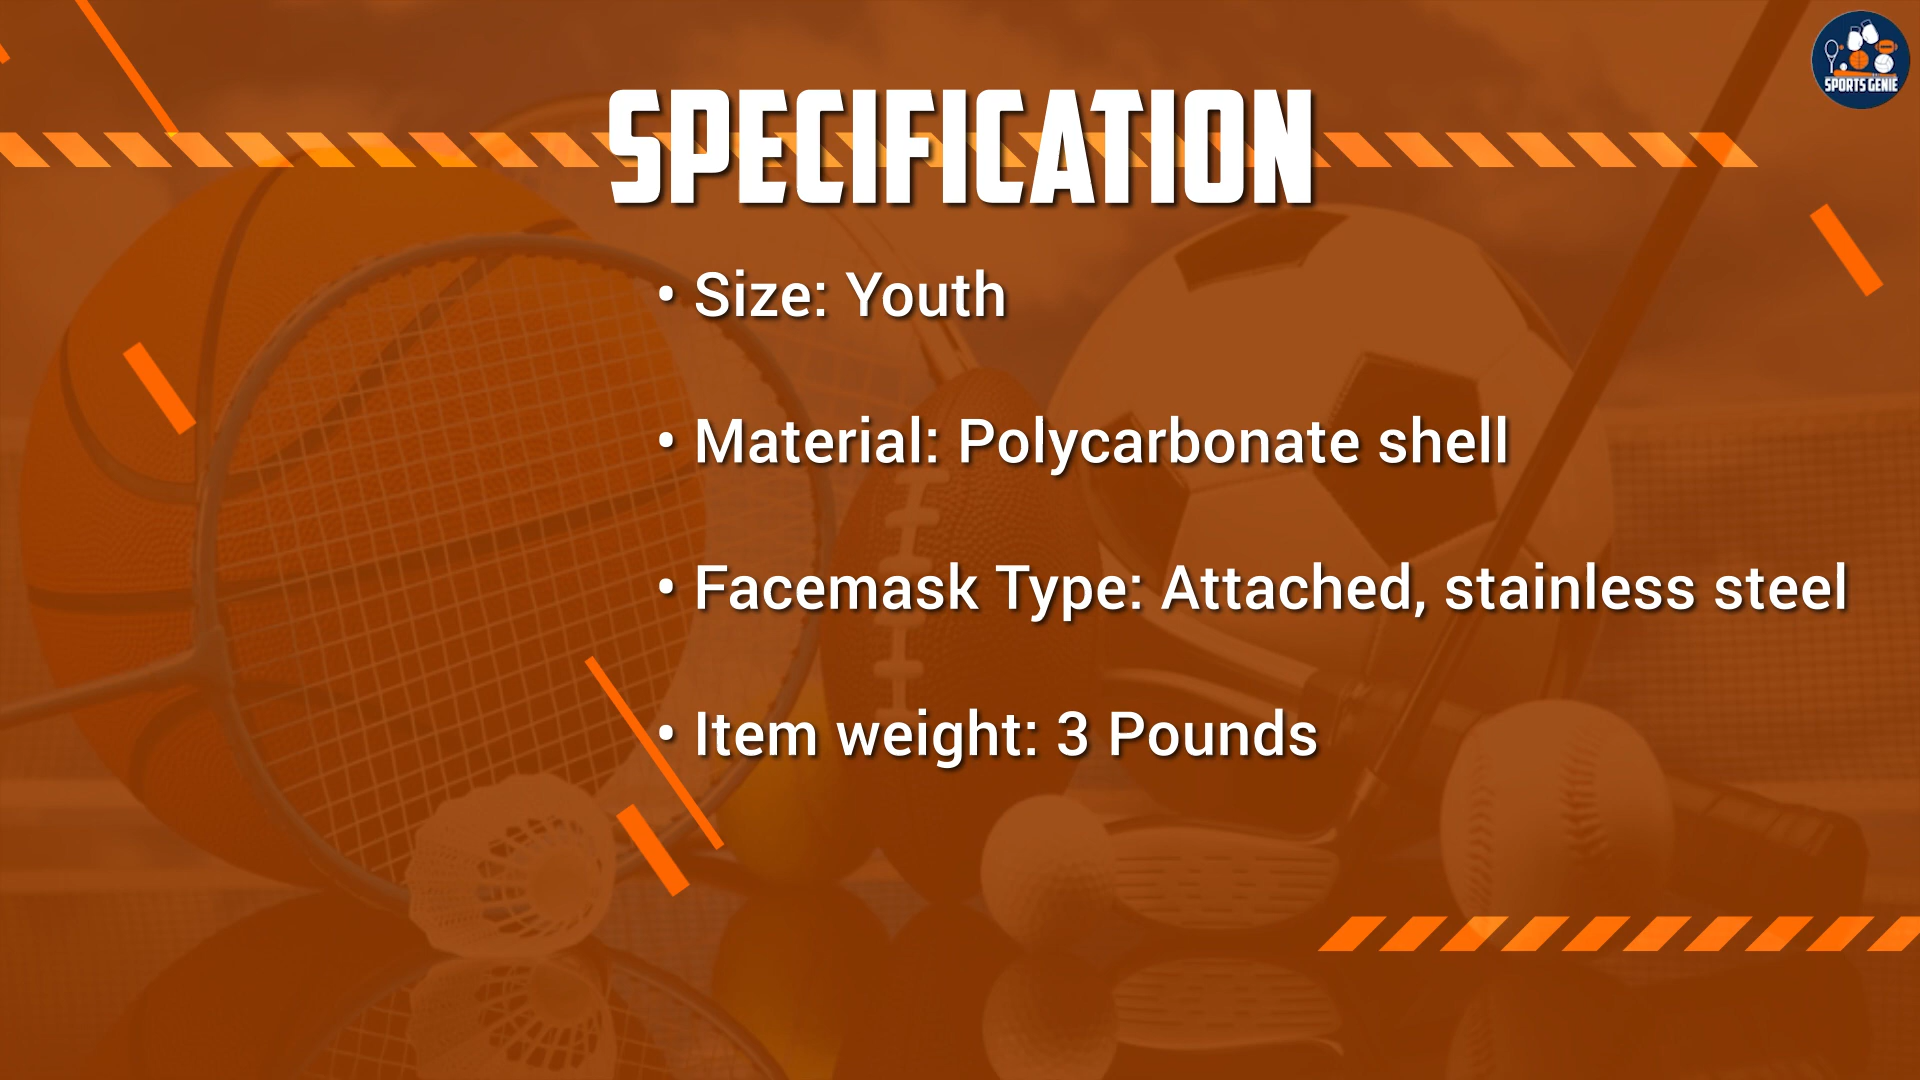 SPORTS GENIE
SPECIFICATION
• Size: Youth
• Material: Polycarbonate shell
• Facemask Type: Attached, stainless steel
• Item weight: 3 Pounds